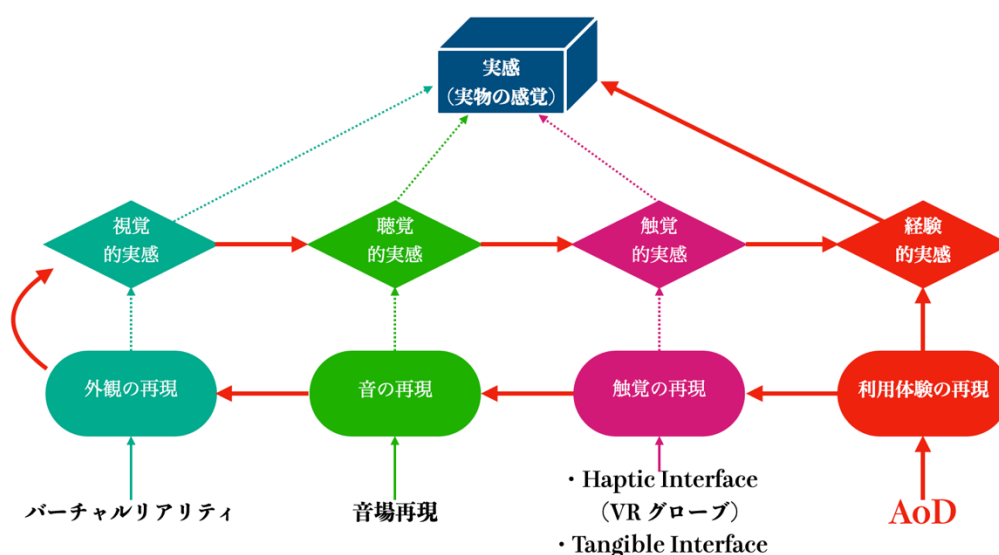 実感
（実物の感覚）
視覚
的実感
聴覚
的実感
触覚
的実感
経験
的実感
外観の再現
音の再現
触覚の再現
利用体験の再現
バーチャルリアリティ
音場再現
・Haptic Interface
（VR グローブ）
・Tangible Interface
AoD